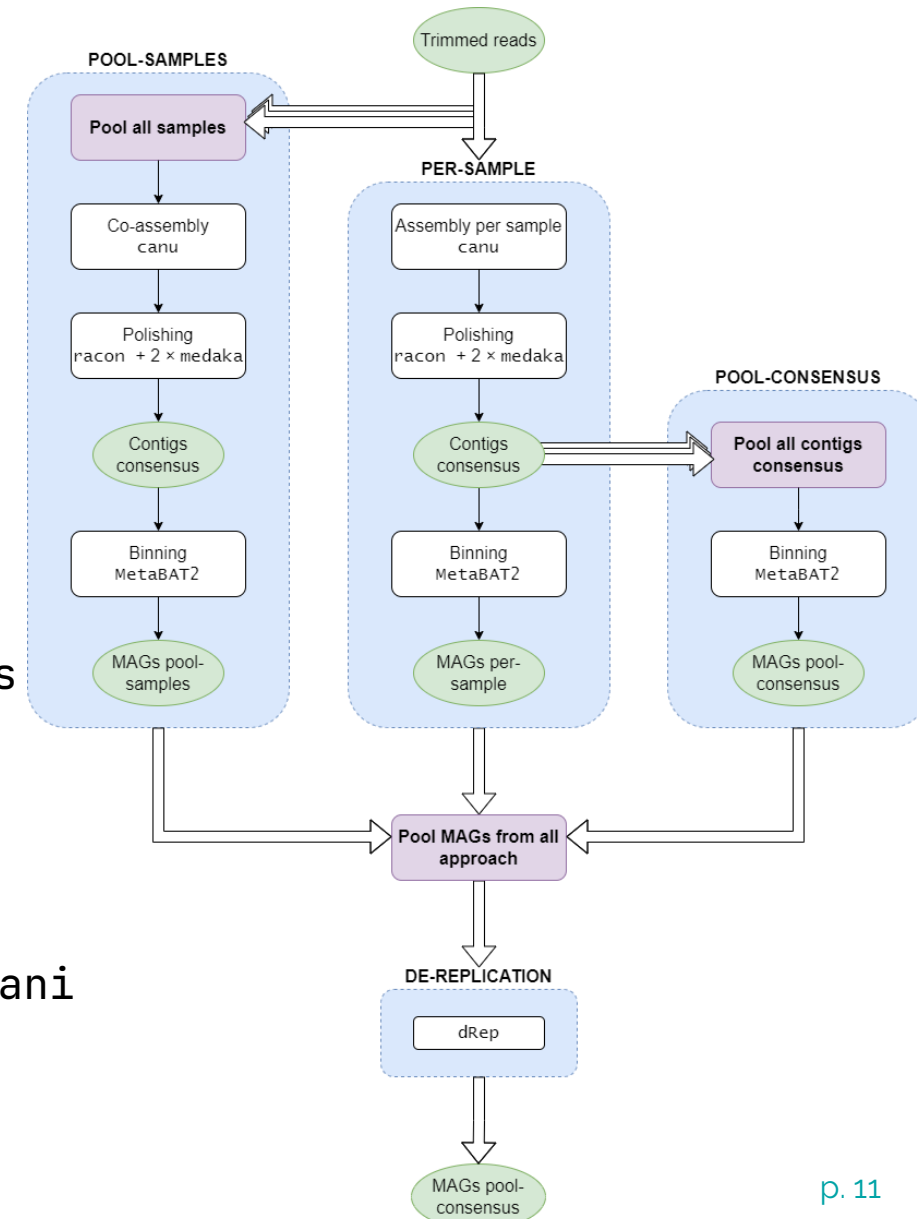 Trimmed reads
POOL-SAMPLES
Pool all samples
Co-assembly
canu
Polishing
racon + 2 × medaka
Contigs
consensus
Binning
MetaBAT2
MAGs pool-
samples
PER-SAMPLE
Assembly per sample
canu
Polishing
racon + 2 × medaka
Contigs
consensus
Binning
MetaBAT2
MAGs per-
sample
POOL-CONSENSUS
Pool all contigs
consensus
Binning
MetaBAT2
MAGs pool-
consensus
s
Pool MAGs from all
approach
ani
DE-REPLICATION
dRep
MAGs pool-
consensus
p. 11